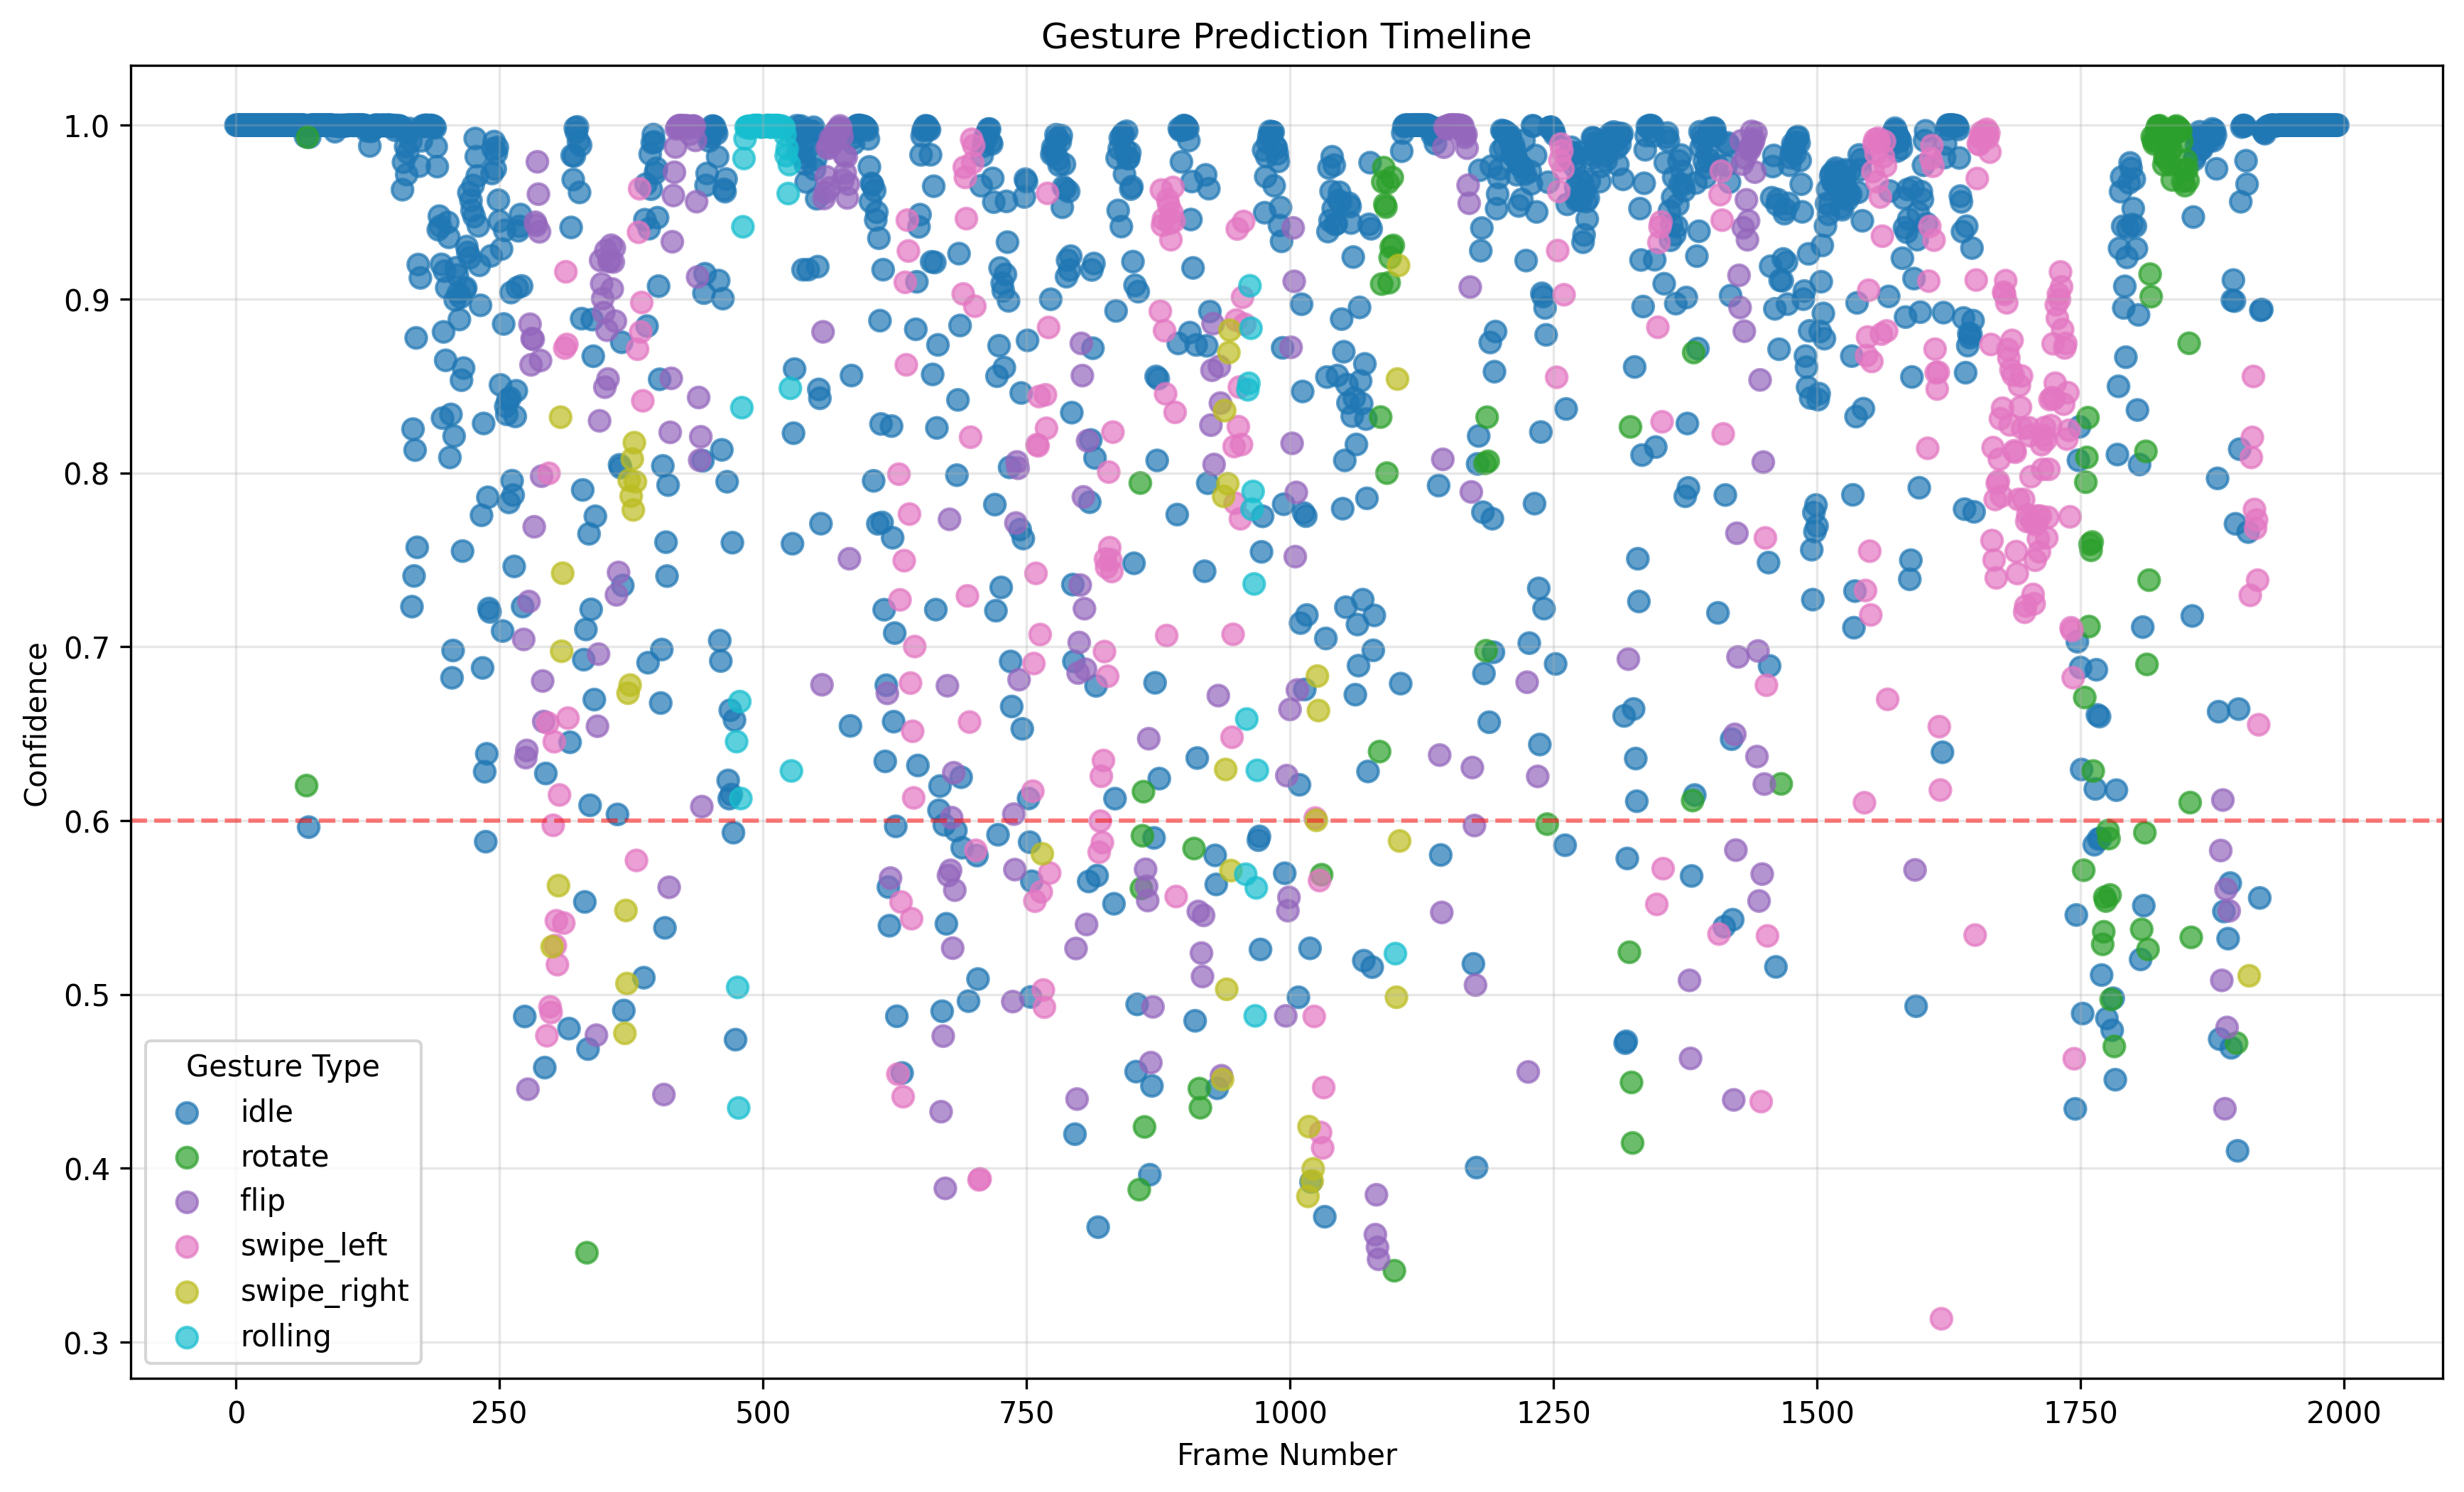 Gesture Prediction Timeline
Confidence
1.0
0.9
0.8
0.7
0.6
0.5
0.4
0.3
Gesture Type
idle
rotate
flip
swipe_left
swipe_right
rolling
0 250 500 750 1000 1250 1500 1750 2000
Frame Number